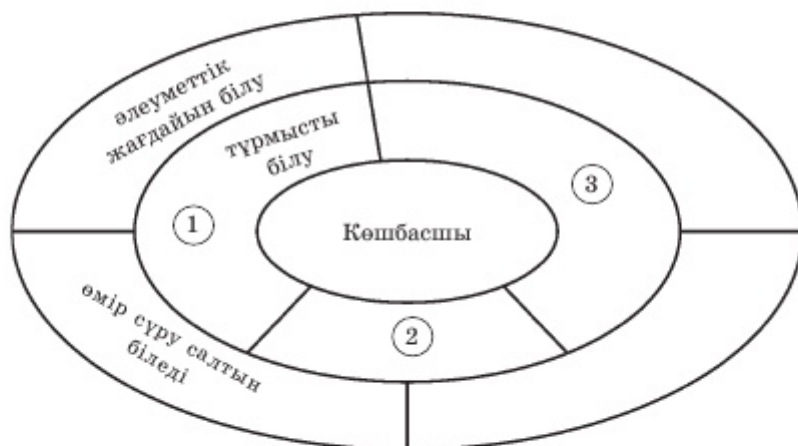 әлеуметтік
жағдайын білу
тұрмысты
білу
1
3
Көшбасшы
2
өмір сүру салтын
біледі